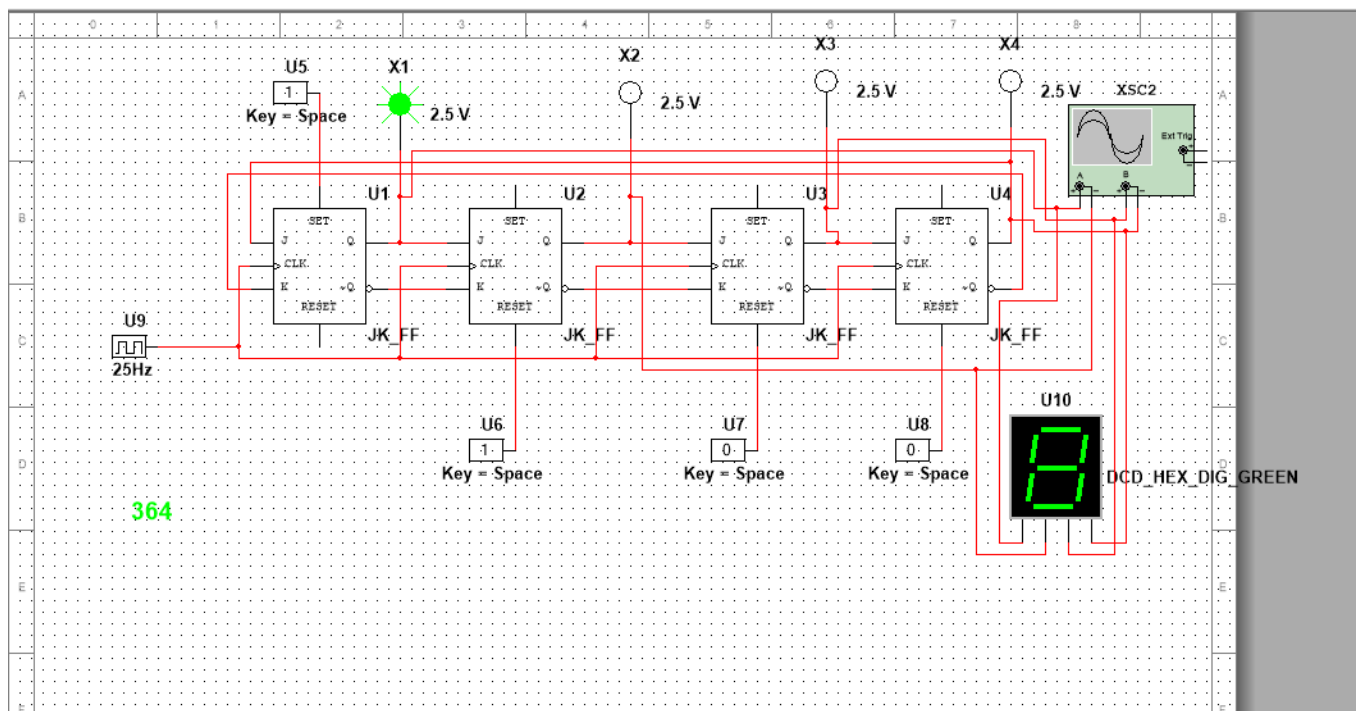 0 1 2 3 4 5 6 7 8
A A
B B
C C
D D
E E
F F
U5
1
Key = Space
X1
2.5 V
X2
2.5 V
X3
2.5 V
X4
2.5 V
XSC2
Ext Trig
+
-
A
+ -
B
+ -
U1
SET
J Q
CLK
K ~Q
RESET
JK_FF
U2
SET
J Q
CLK
K ~Q
RESET
JK_FF
U3
SET
J Q
CLK
K ~Q
RESET
JK_FF
U4
SET
J Q
CLK
K ~Q
RESET
JK_FF
U9
25Hz
U6
1
Key = Space
U7
0
Key = Space
U8
0
Key = Space
U10
8
DCD_HEX_DIG_GREEN
364